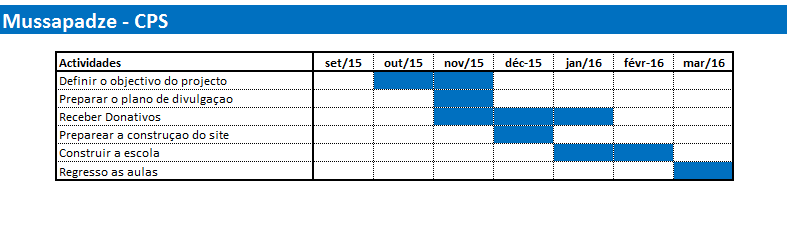 Mussapadze - CPS
Actividades set/15 out/15 nov/15 déc-15 jan/16 févr-16 mar/16
Definir o objectivo do projecto
Preparar o plano de divulgaçao
Receber Donativos
Preparear a construçao do site
Construir a escola
Regresso as aulas